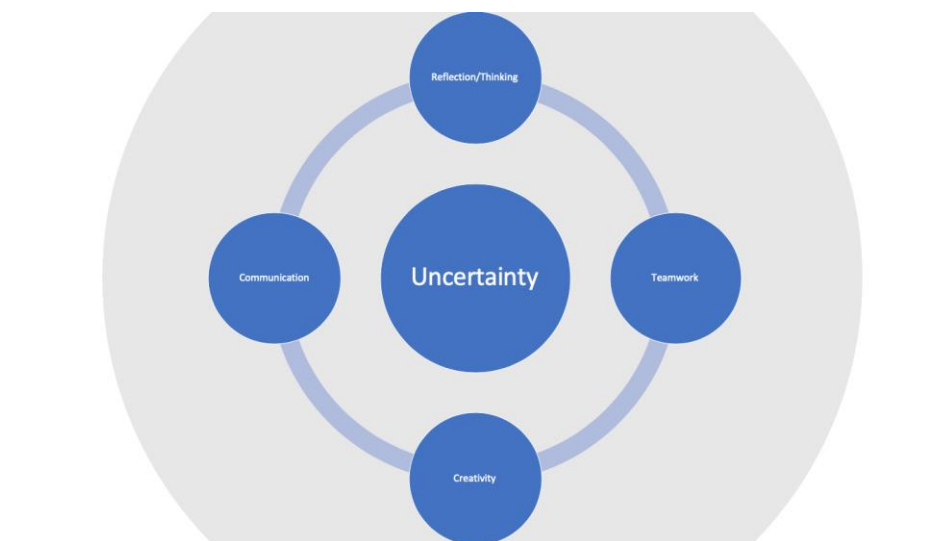 Reflection/Thinking
Communication
Uncertainty
Teamwork
Creativity